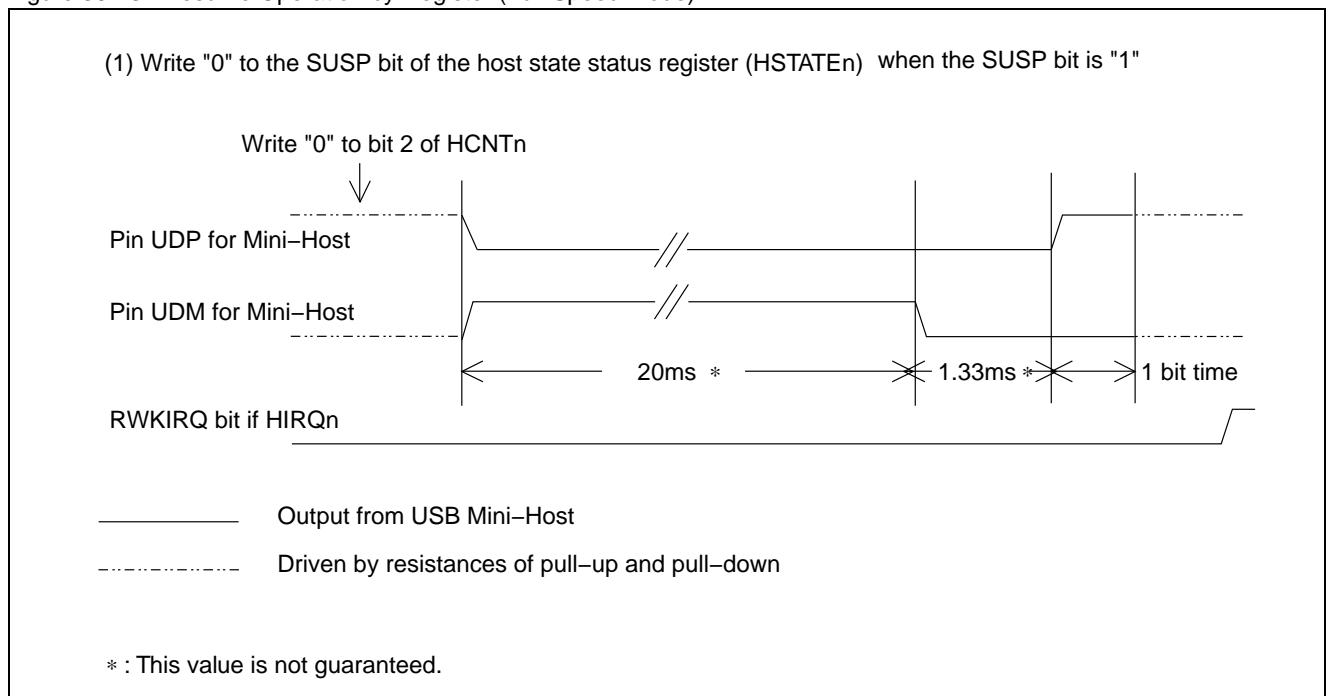 (1) Write "0" to the SUSP bit of the host state status register (HSTATEn) when the SUSP bit is "1"
Write "0" to bit 2 of HCNTn
Pin UDP for Mini−Host
Pin UDM for Mini−Host
20ms * 1.33ms * 1 bit time
RWKIRQ bit if HIRQn
Output from USB Mini−Host
Driven by resistances of pull−up and pull−down
* : This value is not guaranteed.